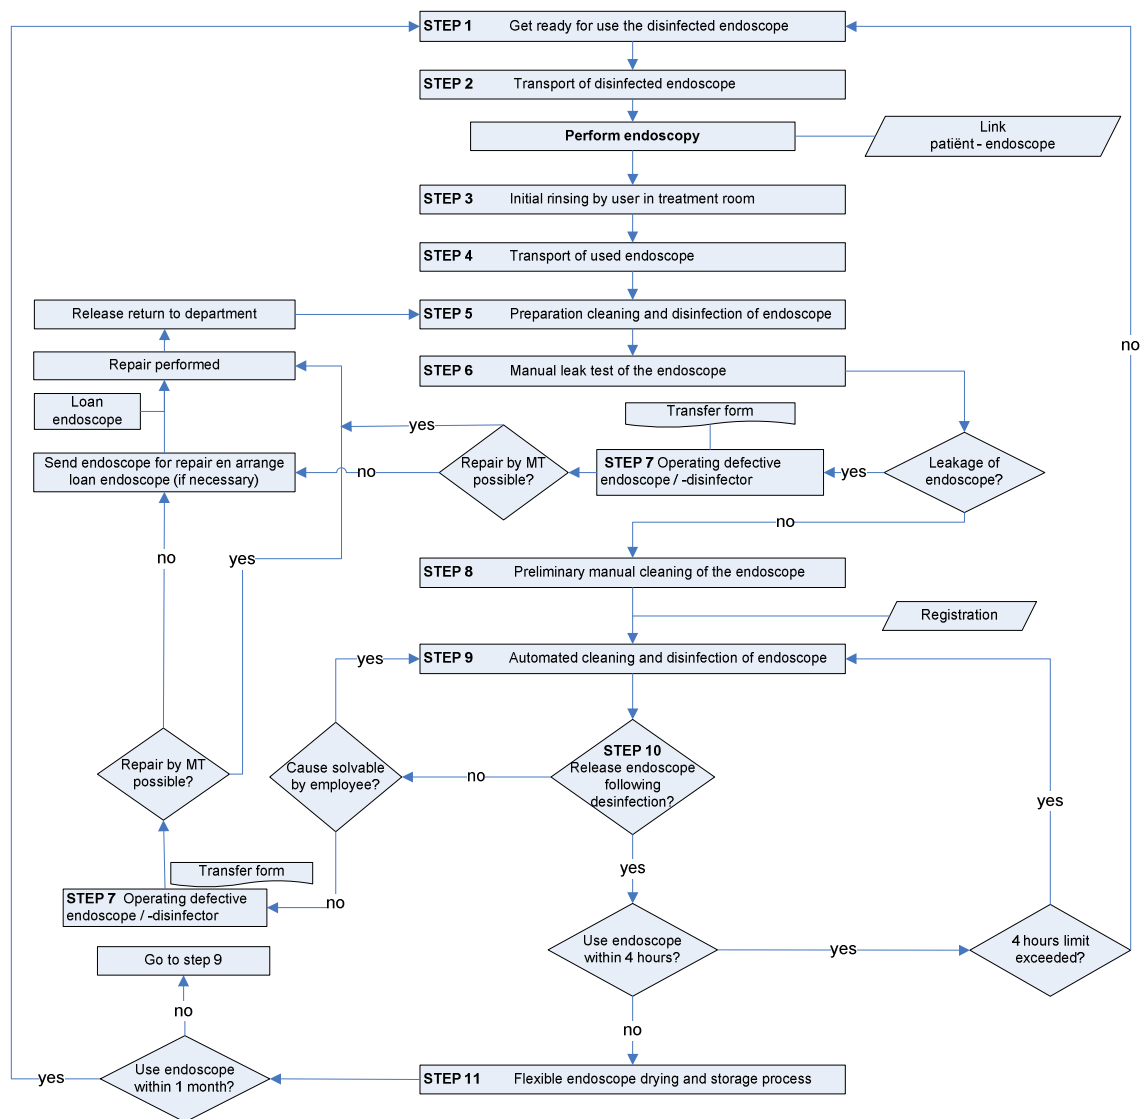 STEP 1 Get ready for use the disinfected endoscope
STEP 2 Transport of disinfected endoscope
Perform endoscopy
Link
patiënt - endoscope
STEP 3 Initial rinsing by user in treatment room
STEP 4 Transport of used endoscope
Release return to department
STEP 5 Preparation cleaning and disinfection of endoscope
no
Repair performed
STEP 6 Manual leak test of the endoscope
Loan
endoscope
Transfer form
yes
Send endoscope for repair en arrange
loan endoscope (if necessary)
no
Repair by MT
possible?
STEP 7 Operating defective
endoscope / -disinfector
yes
Leakage of
endoscope?
no
no
yes
STEP 8 Preliminary manual cleaning of the endoscope
Registration
yes
STEP 9 Automated cleaning and disinfection of endoscope
Repair by MT
possible?
Cause solvable
by employee?
no
STEP 10
Release endoscope
following
desinfection?
yes
yes
Transfer form
STEP 7 Operating defective
endoscope / -disinfector
no
Use endoscope
within 4 hours?
yes
4 hours limit
exceeded?
Go to step 9
no
no
yes
Use endoscope
within 1 month?
STEP 11 Flexible endoscope drying and storage process